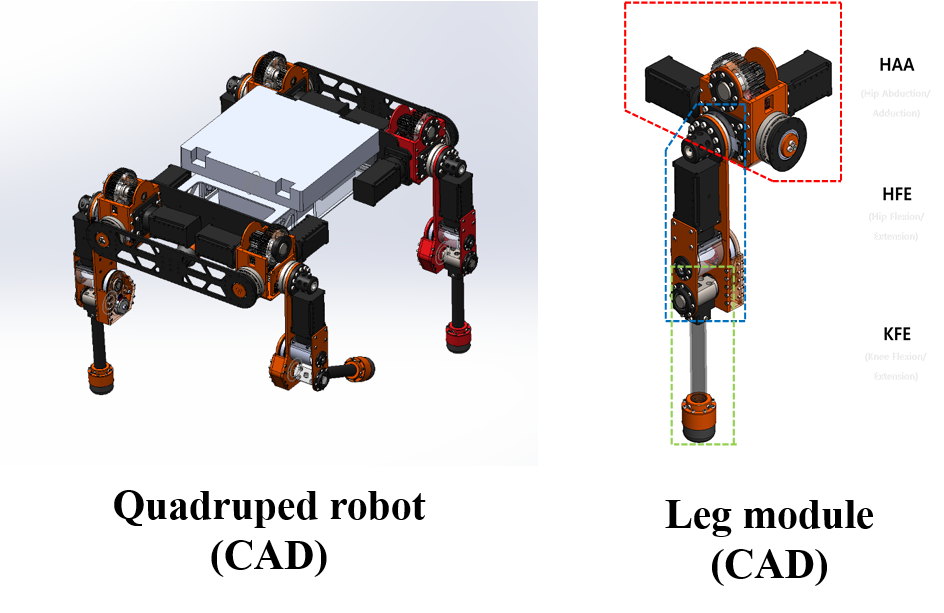 HAA
(Hip Abduction/
Adduction)
HFE
(Hip Flexion/
Extension)
KFE
(Knee Flexion/
Extension)
Quadruped robot
(CAD)
Leg module
(CAD)